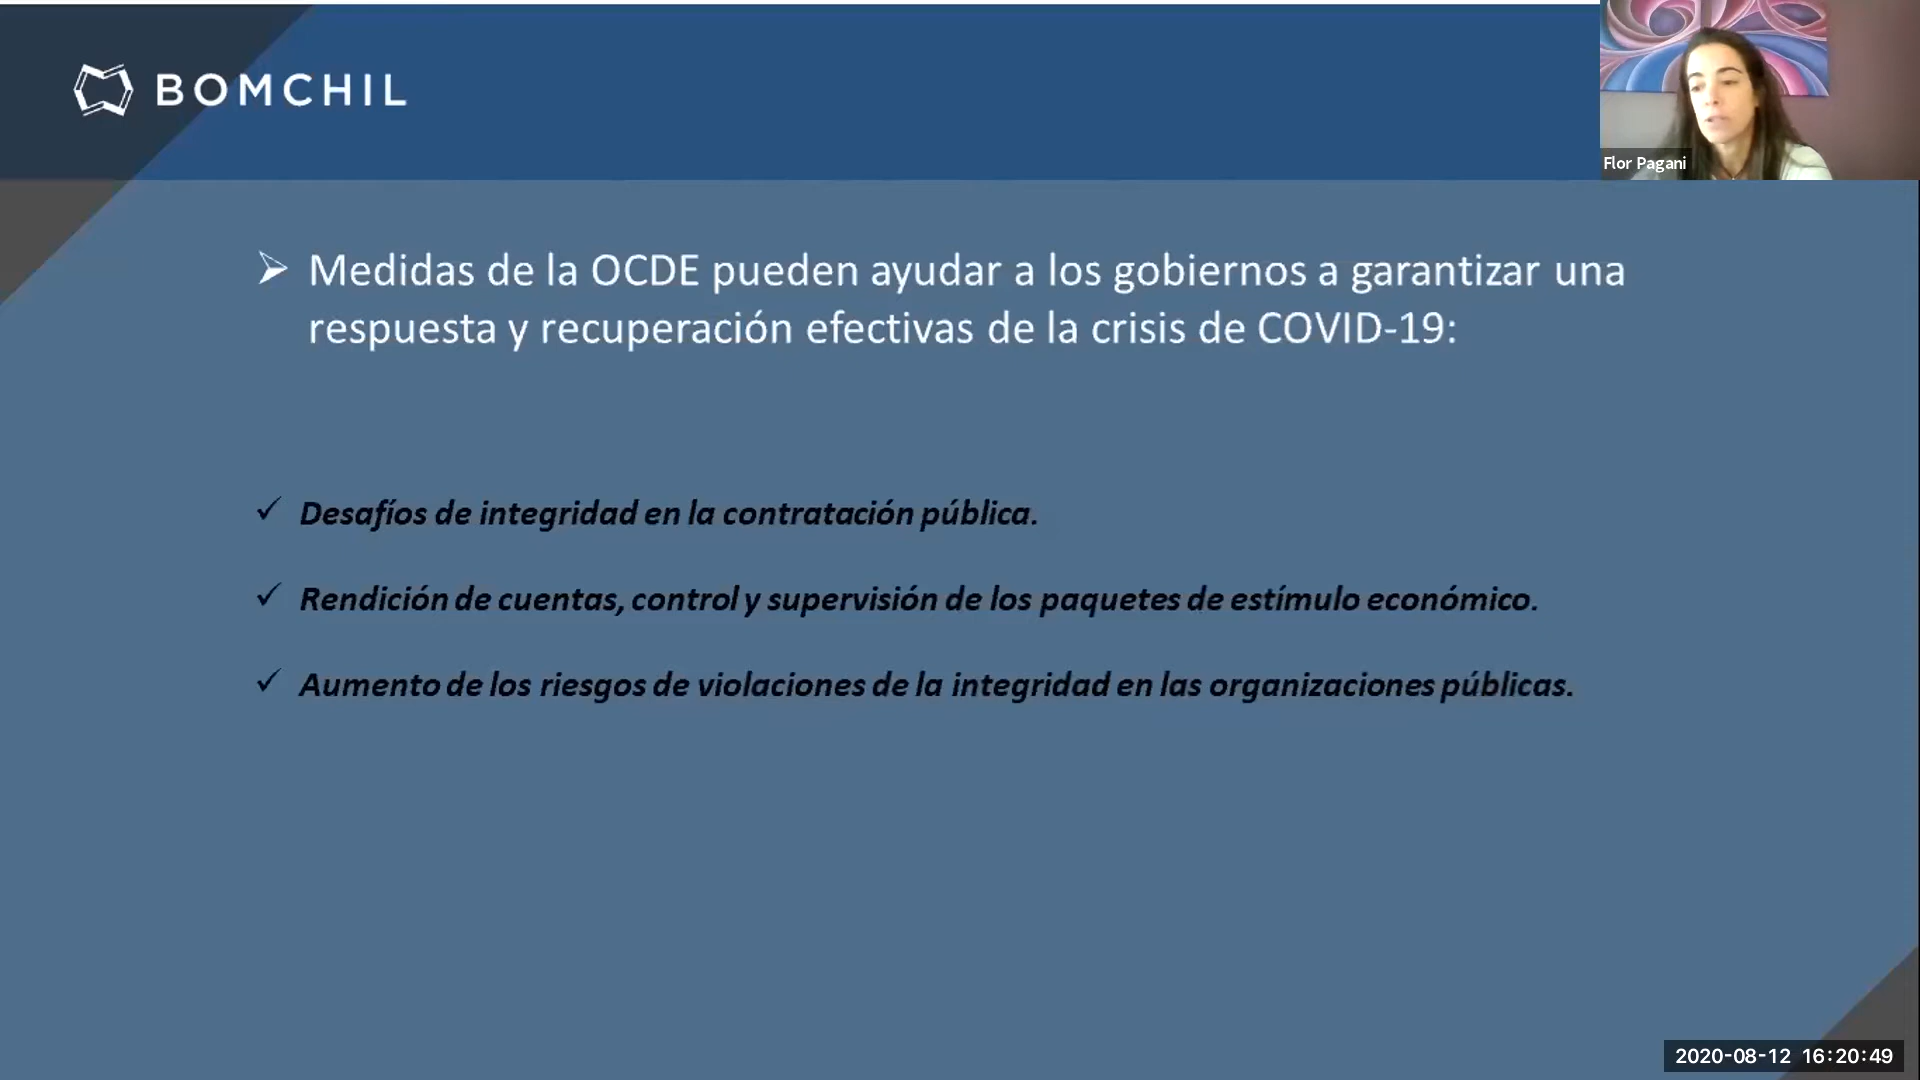 BOMCHIL
Flor Pagani
➢ Medidas de la OCDE pueden ayudar a los gobiernos a garantizar una
respuesta y recuperación efectivas de la crisis de COVID-19:
✓ Desafíos de integridad en la contratación pública.
✓ Rendición de cuentas, control y supervisión de los paquetes de estímulo económico.
✓ Aumento de los riesgos de violaciones de la integridad en las organizaciones públicas.
2020-08-12 16:20:49